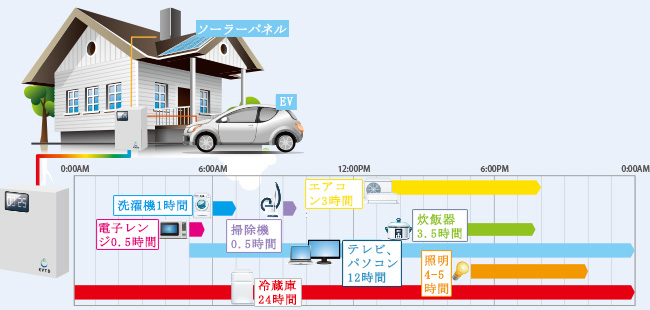 ソーラーパネル
EV
0:00AM
6:00AM
12:00PM
6:00PM
0:00AM
エアコ
ン3時間
洗濯機1時間
電子レン
ジ0.5時間
掃除機
0.5時間
炊飯器
3.5時間
テレビ、
パソコン
12時間
照明
4-5
時間
冷蔵庫
24時間